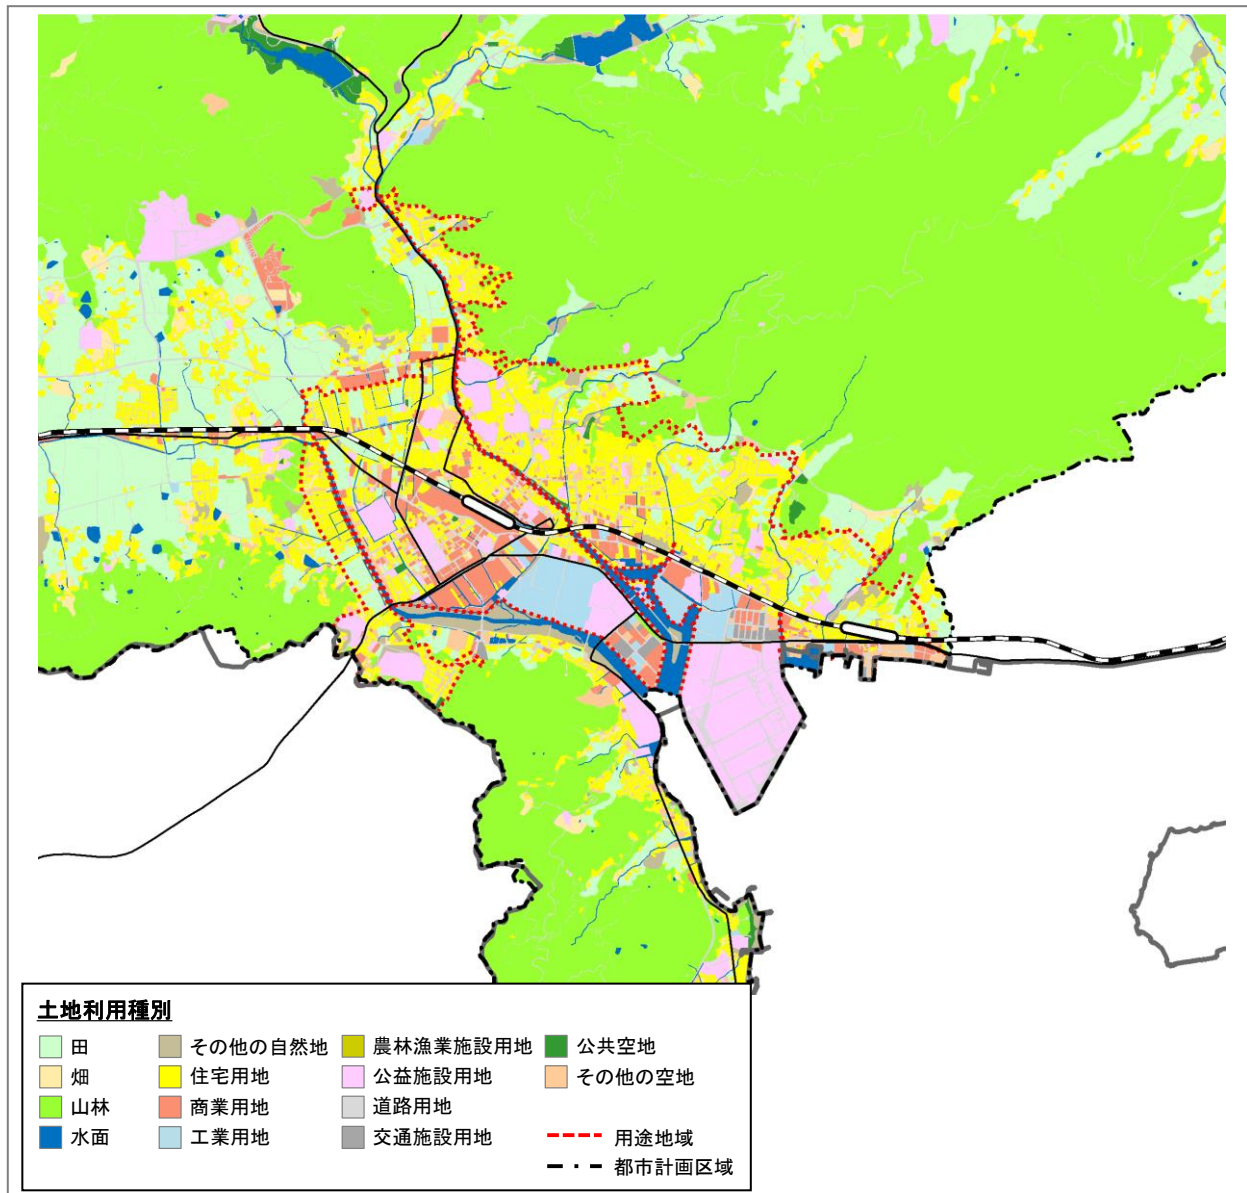 土地利用種別
田
その他の自然地
農林漁業施設用地
公共空地
畑
住宅用地
公益施設用地
その他の空地
山林
商業用地
道路用地
水面
工業用地
交通施設用地
用途地域
都市計画区域